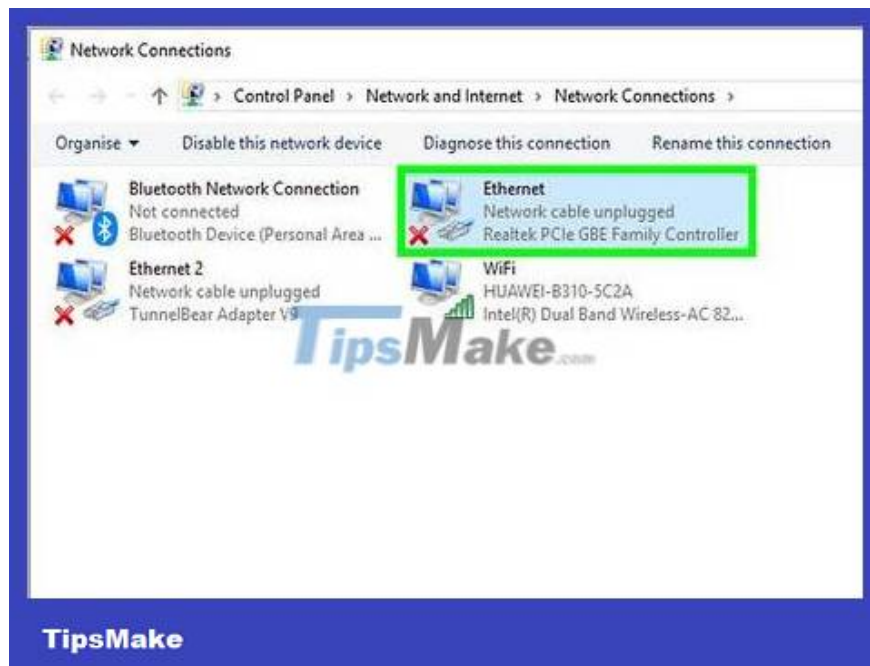 Network Connections
Control Panel > Network and Internet > Network Connections >
Organise Disable this network device Diagnose this connection Rename this connection
Bluetooth Network Connection
Not connected
Bluetooth Device (Personal Area ...
Ethernet
Network cable unplugged
Realtek PCIe GBE Family Controller
Ethernet 2
Network cable unplugged
TunnelBear Adapter V9
WiFi
HUAWEI-B310-5C2A
Intel(R) Dual Band Wireless-AC 82...
TipsMake.com
TipsMake